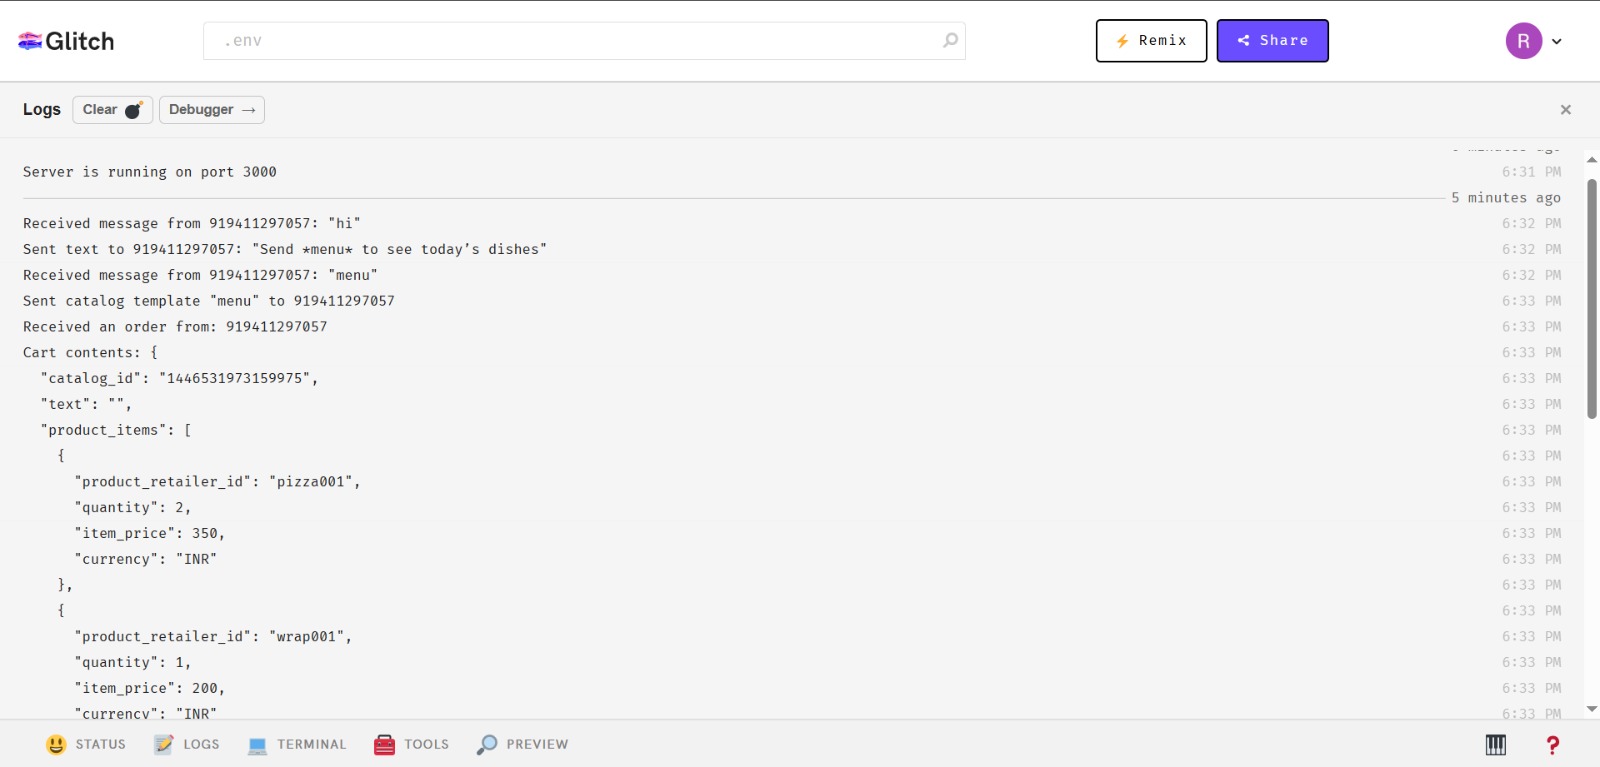 Glitch
.env
Remix
Share
R
Logs
Clear
Debugger →
minutes ago
Server is running on port 3000 6:31 PM
5 minutes ago
Received message from 919411297057: "hi" 6:32 PM
Sent text to 919411297057: "Send *menu* to see today’s dishes" 6:32 PM
Received message from 919411297057: "menu" 6:32 PM
Sent catalog template "menu" to 919411297057 6:33 PM
Received an order from: 919411297057 6:33 PM
Cart contents: { 6:33 PM
"catalog_id": "1446531973159975", 6:33 PM
"text": "", 6:33 PM
"product_items": [ 6:33 PM
{ 6:33 PM
"product_retailer_id": "pizza001", 6:33 PM
"quantity": 2, 6:33 PM
"item_price": 350, 6:33 PM
"currency": "INR" 6:33 PM
}, 6:33 PM
{ 6:33 PM
"product_retailer_id": "wrap001", 6:33 PM
"quantity": 1, 6:33 PM
"item_price": 200, 6:33 PM
"currency": "INR" 6:33 PM
STATUS LOGS TERMINAL TOOLS PREVIEW ?